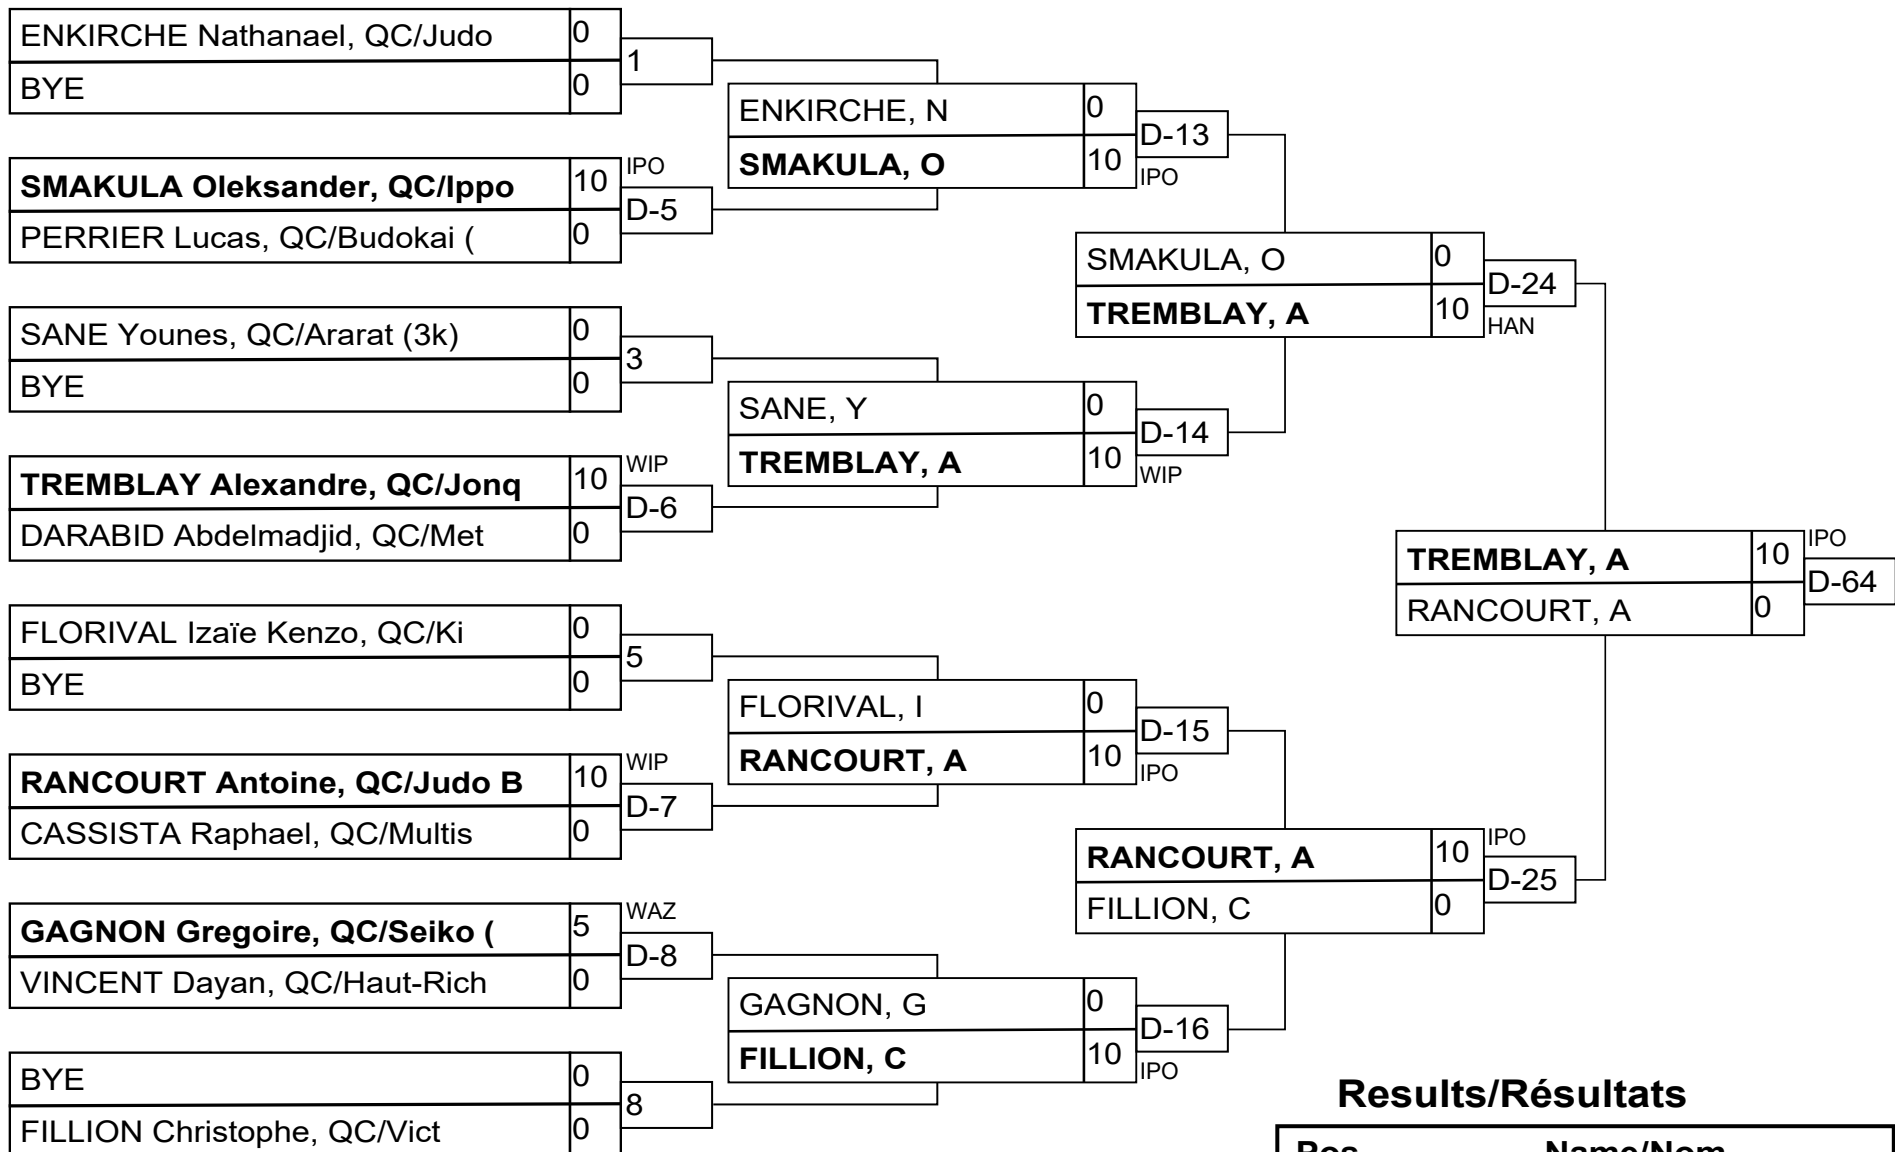 ENKIRCHE Nathanael, QC/Judo 0
1
BYE 0
SMAKULA Oleksander, QC/Ippo 10 IPO
D-5
PERRIER Lucas, QC/Budokai ( 0
SANE Younes, QC/Ararat (3k) 0
3
BYE 0
TREMBLAY Alexandre, QC/Jonq 10 WIP
D-6
DARABID Abdelmadjid, QC/Met 0
FLORIVAL Izaïe Kenzo, QC/Ki 0
5
BYE 0
RANCOURT Antoine, QC/Judo B 10 WIP
D-7
CASSISTA Raphael, QC/Multis 0
GAGNON Gregoire, QC/Seiko ( 5 WAZ
D-8
VINCENT Dayan, QC/Haut-Rich 0
BYE 0
8
FILLION Christophe, QC/Vict 0
ENKIRCHE, N 0
D-13
SMAKULA, O 10 IPO
SANE, Y 0
D-14
TREMBLAY, A 10 WIP
FLORIVAL, I 0
D-15
RANCOURT, A 10 IPO
GAGNON, G 0
D-16
FILLION, C 10 IPO
SMAKULA, O 0
D-24
TREMBLAY, A 10 HAN
RANCOURT, A 10 IPO
D-25
FILLION, C 0
TREMBLAY, A 10 IPO
D-64
RANCOURT, A 0
Results/Résultats
Pos Name/Nom